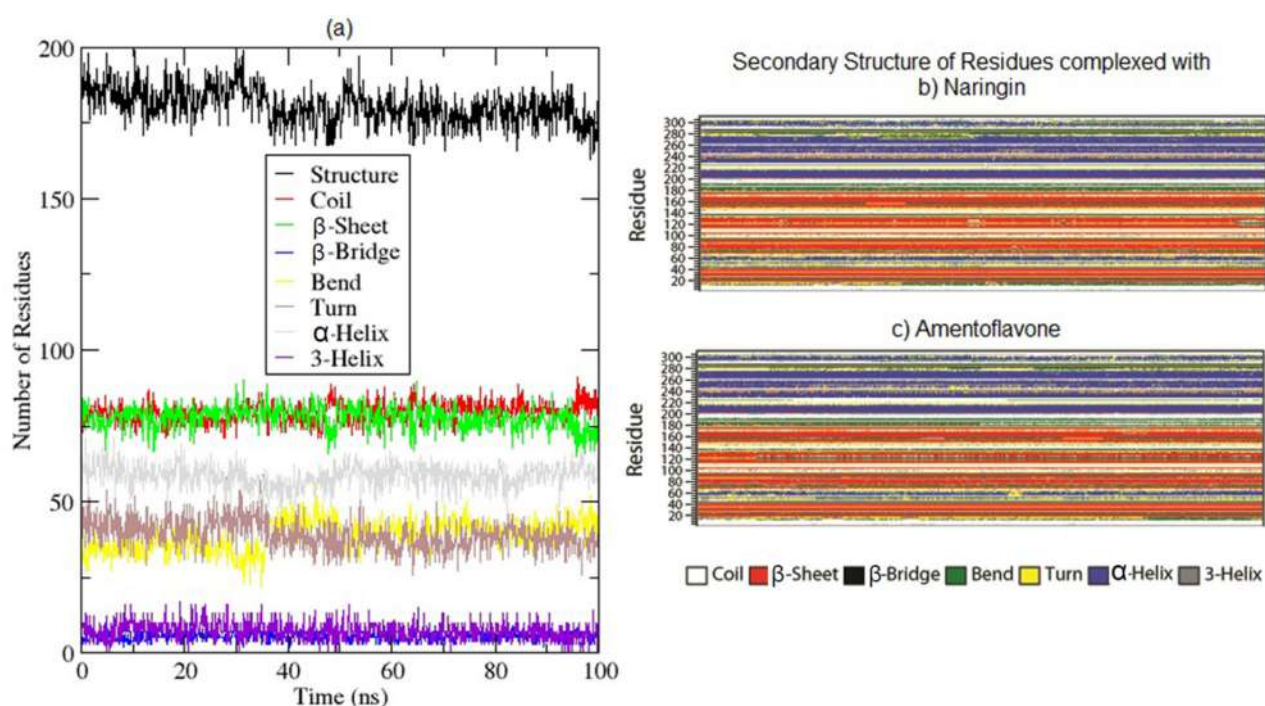 (a)
200
150
100
50
0
Number of Residues
Structure
Coil
β-Sheet
β-Bridge
Bend
Turn
α-Helix
3-Helix
0 20 40 60 80 100
Time (ns)
Secondary Structure of Residues complexed with
b) Naringin
300
280
260
240
220
200
180
160
140
120
100
80
60
40
20
Residue
c) Amentoflavone
300
280
260
240
220
200
180
160
140
120
100
80
60
40
20
Residue
Coil β-Sheet β-Bridge Bend Turn α-Helix 3-Helix